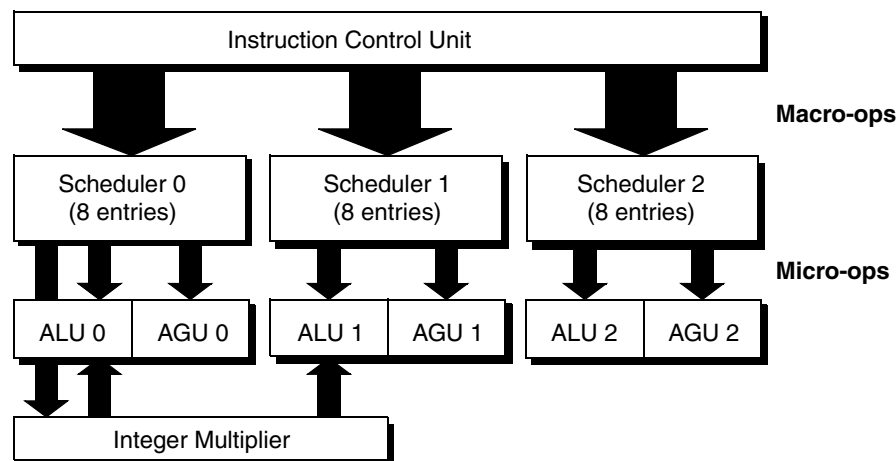 Instruction Control Unit
Macro-ops
Scheduler 0
(8 entries)
Scheduler 1
(8 entries)
Scheduler 2
(8 entries)
Micro-ops
ALU 0
AGU 0
ALU 1
AGU 1
ALU 2
AGU 2
Integer Multiplier